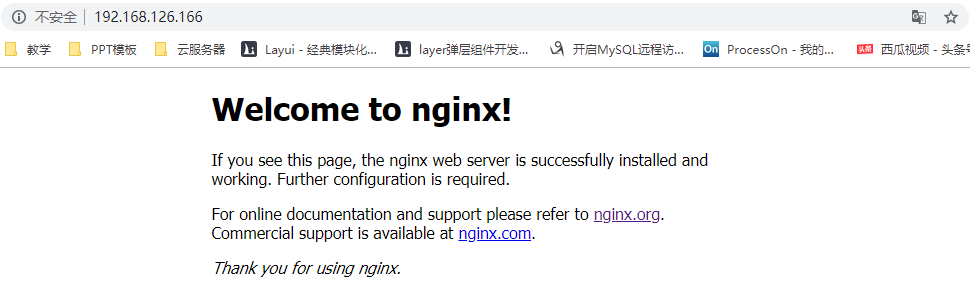 不安全 192.168.126.166
教学 PPT模板 云服务器 Layui - 经典模块化... layer弹层组件开发... 开启MySQL远程访... On ProcessOn - 我的... 头条 西瓜视频 - 头条号
Welcome to nginx!
If you see this page, the nginx web server is successfully installed and
working. Further configuration is required.
For online documentation and support please refer to nginx.org.
Commercial support is available at nginx.com.
Thank you for using nginx.